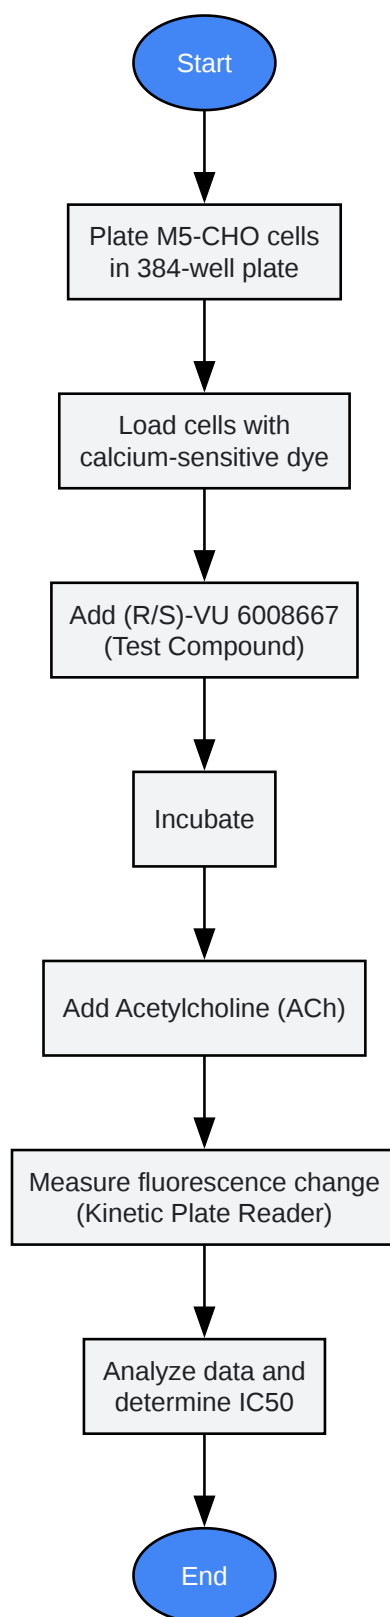 Start
Plate M5-CHO cells
in 384-well plate
Load cells with
calcium-sensitive dye
Add (R/S)-VU 6008667
(Test Compound)
Incubate
Add Acetylcholine (ACh)
Measure fluorescence change
(Kinetic Plate Reader)
Analyze data and
determine IC50
End